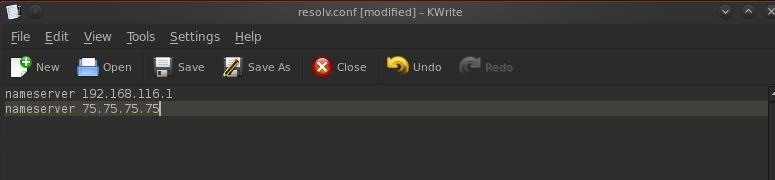 resolv.conf [modified] – KWrite
File Edit View Tools Settings Help
New Open Save Save As Close Undo Redo
nameserver 192.168.116.1
nameserver 75.75.75.75